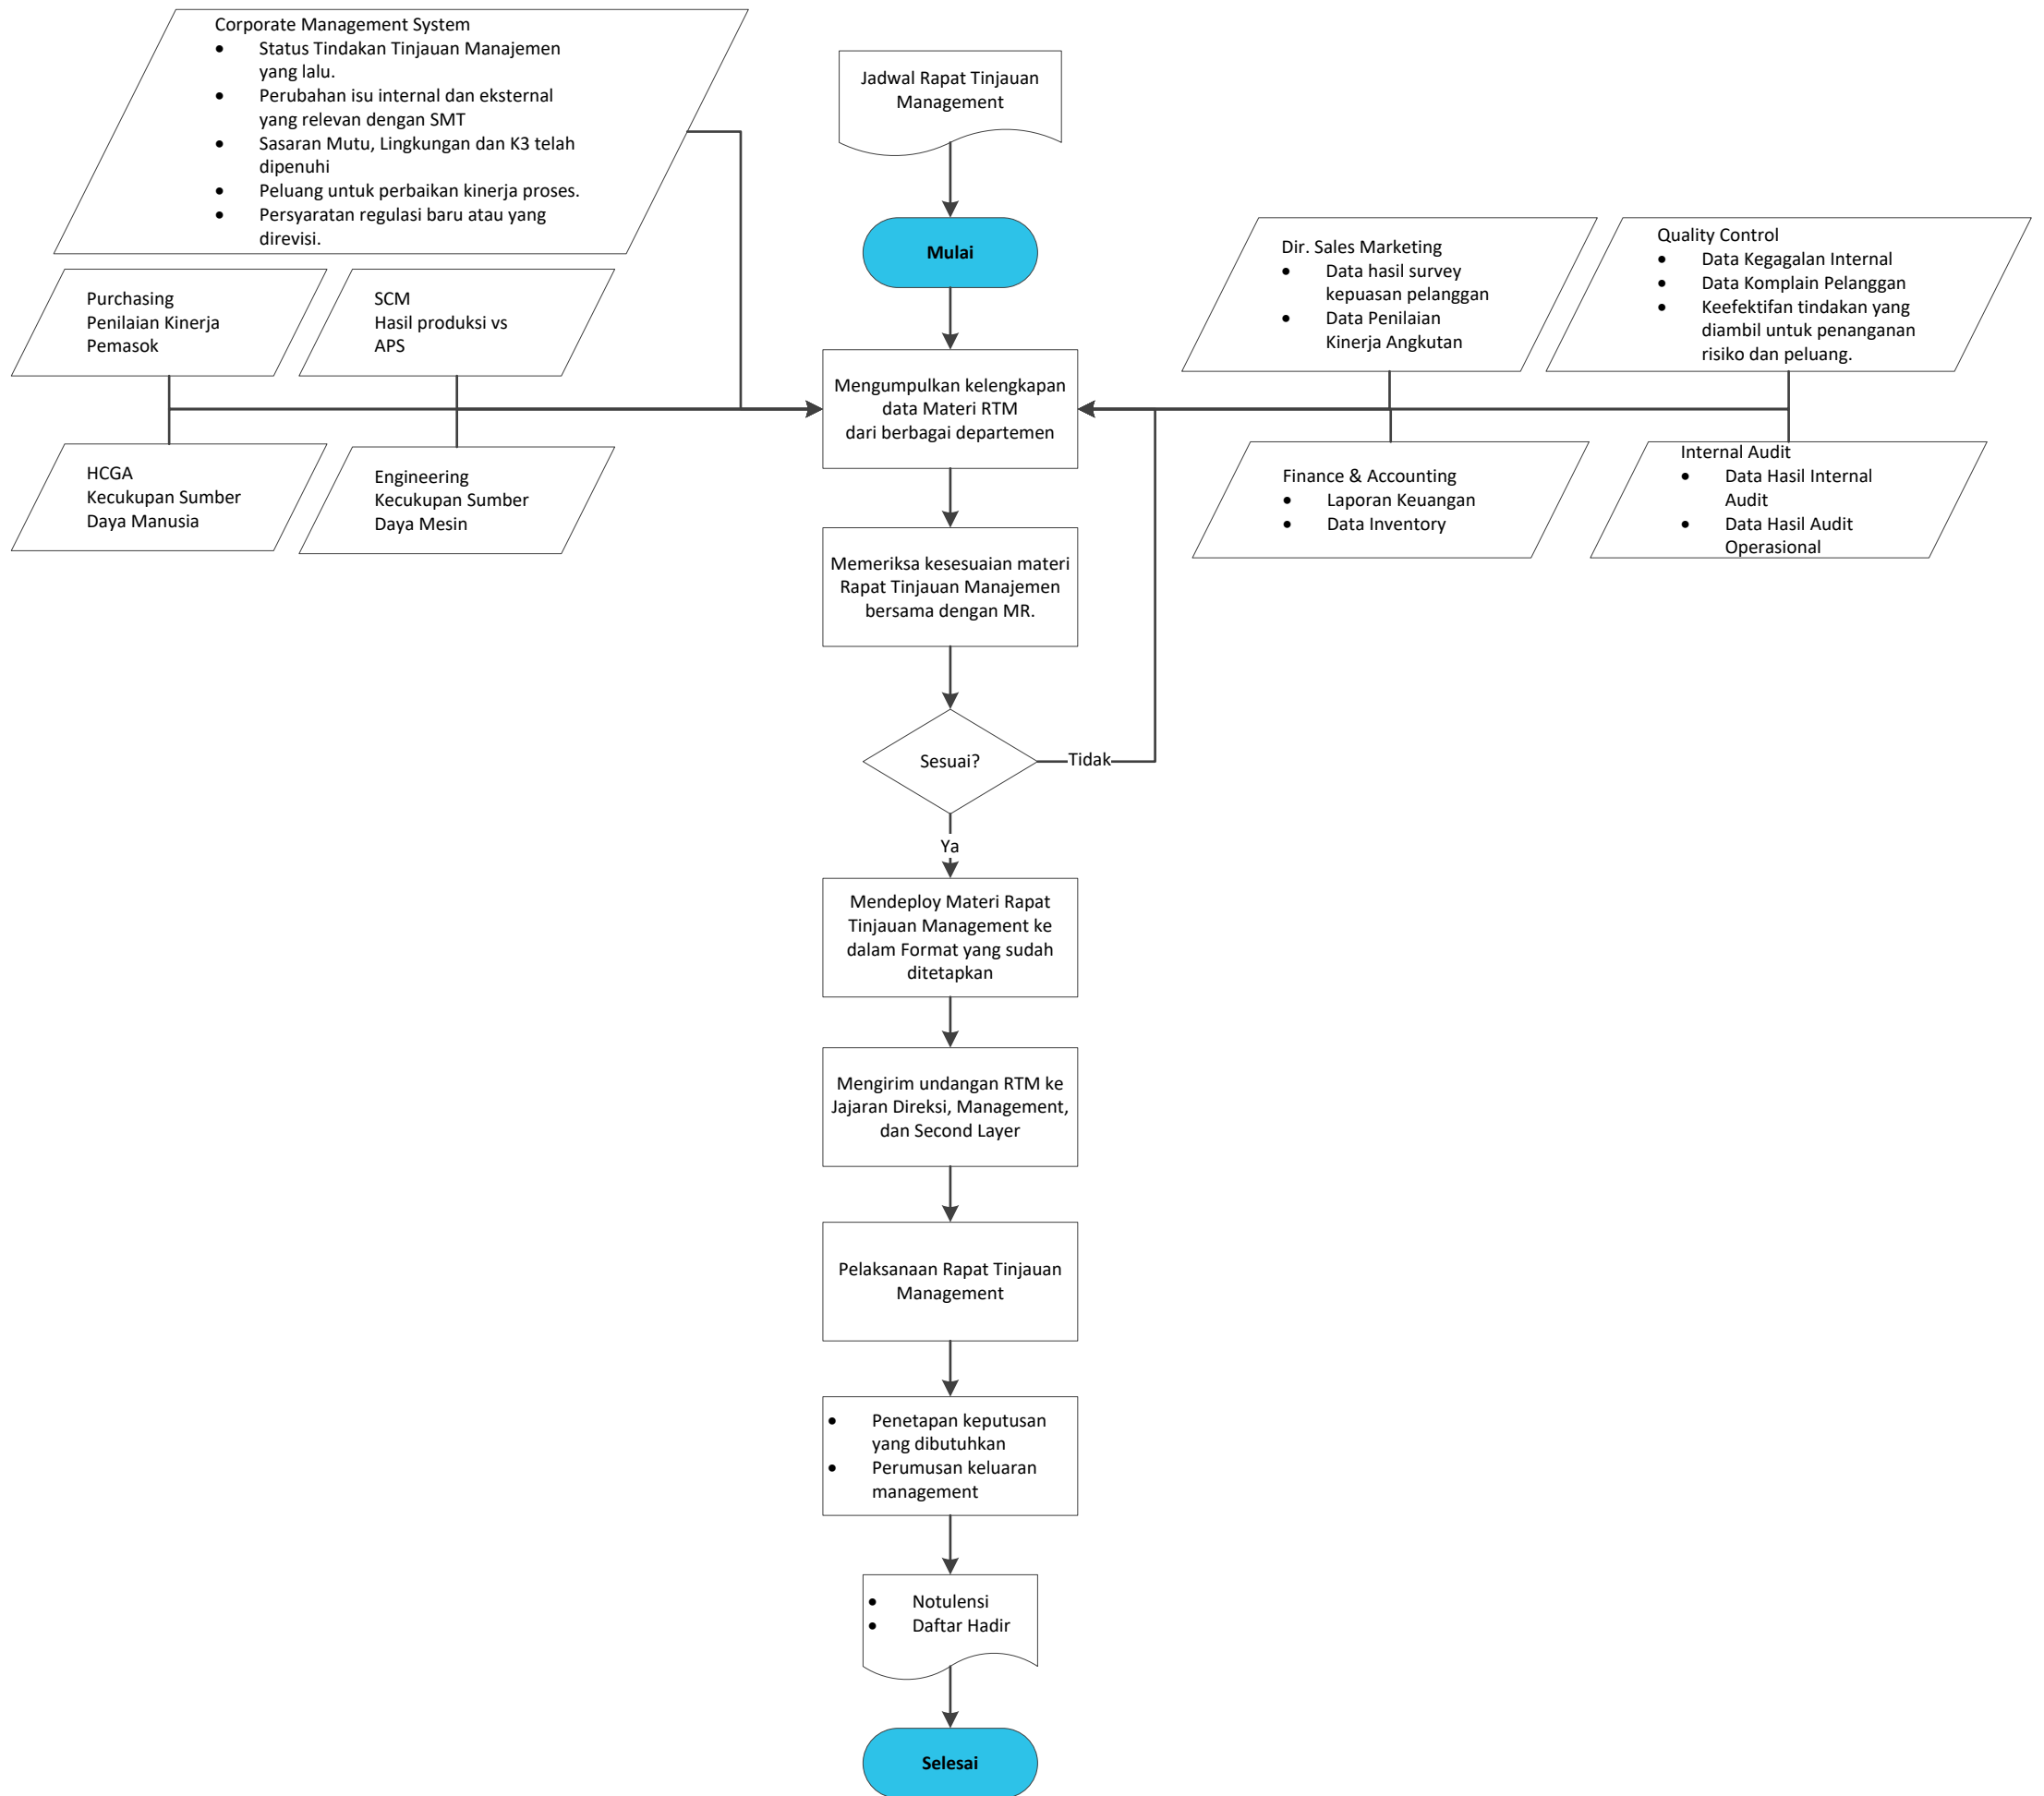 Corporate Management System
• Status Tindakan Tinjauan Manajemen
yang lalu.
• Perubahan isu internal dan eksternal
yang relevan dengan SMT
• Sasaran Mutu, Lingkungan dan K3 telah
dipenuhi
• Peluang untuk perbaikan kinerja proses.
• Persyaratan regulasi baru atau yang
direvisi.
Jadwal Rapat Tinjauan
Management
Mulai
Purchasing
Penilaian Kinerja
Pemasok
SCM
Hasil produksi vs
APS
Dir. Sales Marketing
• Data hasil survey
kepuasan pelanggan
• Data Penilaian
Kinerja Angkutan
Quality Control
• Data Kegagalan Internal
• Data Komplain Pelanggan
• Keefektifan tindakan yang
diambil untuk penanganan
risiko dan peluang.
Mengumpulkan kelengkapan
data Materi RTM
dari berbagai departemen
HCGA
Kecukupan Sumber
Daya Manusia
Engineering
Kecukupan Sumber
Daya Mesin
Finance & Accounting
• Laporan Keuangan
• Data Inventory
Internal Audit
• Data Hasil Internal
Audit
• Data Hasil Audit
Operasional
Memeriksa kesesuaian materi
Rapat Tinjauan Manajemen
bersama dengan MR.
Sesuai?
Tidak
Ya
Mendeploy Materi Rapat
Tinjauan Management ke
dalam Format yang sudah
ditetapkan
Mengirim undangan RTM ke
Jajaran Direksi, Management,
dan Second Layer
Pelaksanaan Rapat Tinjauan
Management
• Penetapan keputusan
yang dibutuhkan
• Perumusan keluaran
management
• Notulensi
• Daftar Hadir
Selesai